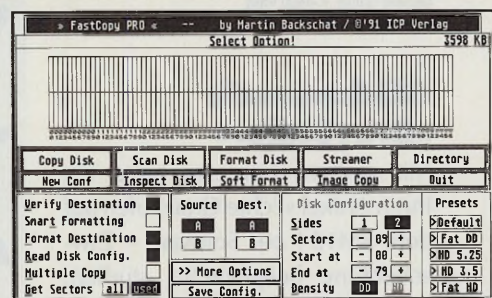 » FastCopy PRO « -- by Martin Backschat / ©'91 ICP Verlag
Select Option! 3598 KB
Copy Disk Scan Disk Format Disk Streamer Directory
New Conf Inspect Disk Soft Format Image Copy Quit
Verify Destination
Smart Formatting
Format Destination
Read Disk Config.
Multiple Copy
Get Sectors all used
Source Dest.
A A
B B
>> More Options
Save Config.
Disk Configuration
Sides 1 2
Sectors - 09 +
Start at - 00 +
End at - 79 +
Density DD HD
Presets
Default
Fat DD
HD 5.25
HD 3.5
Fat HD